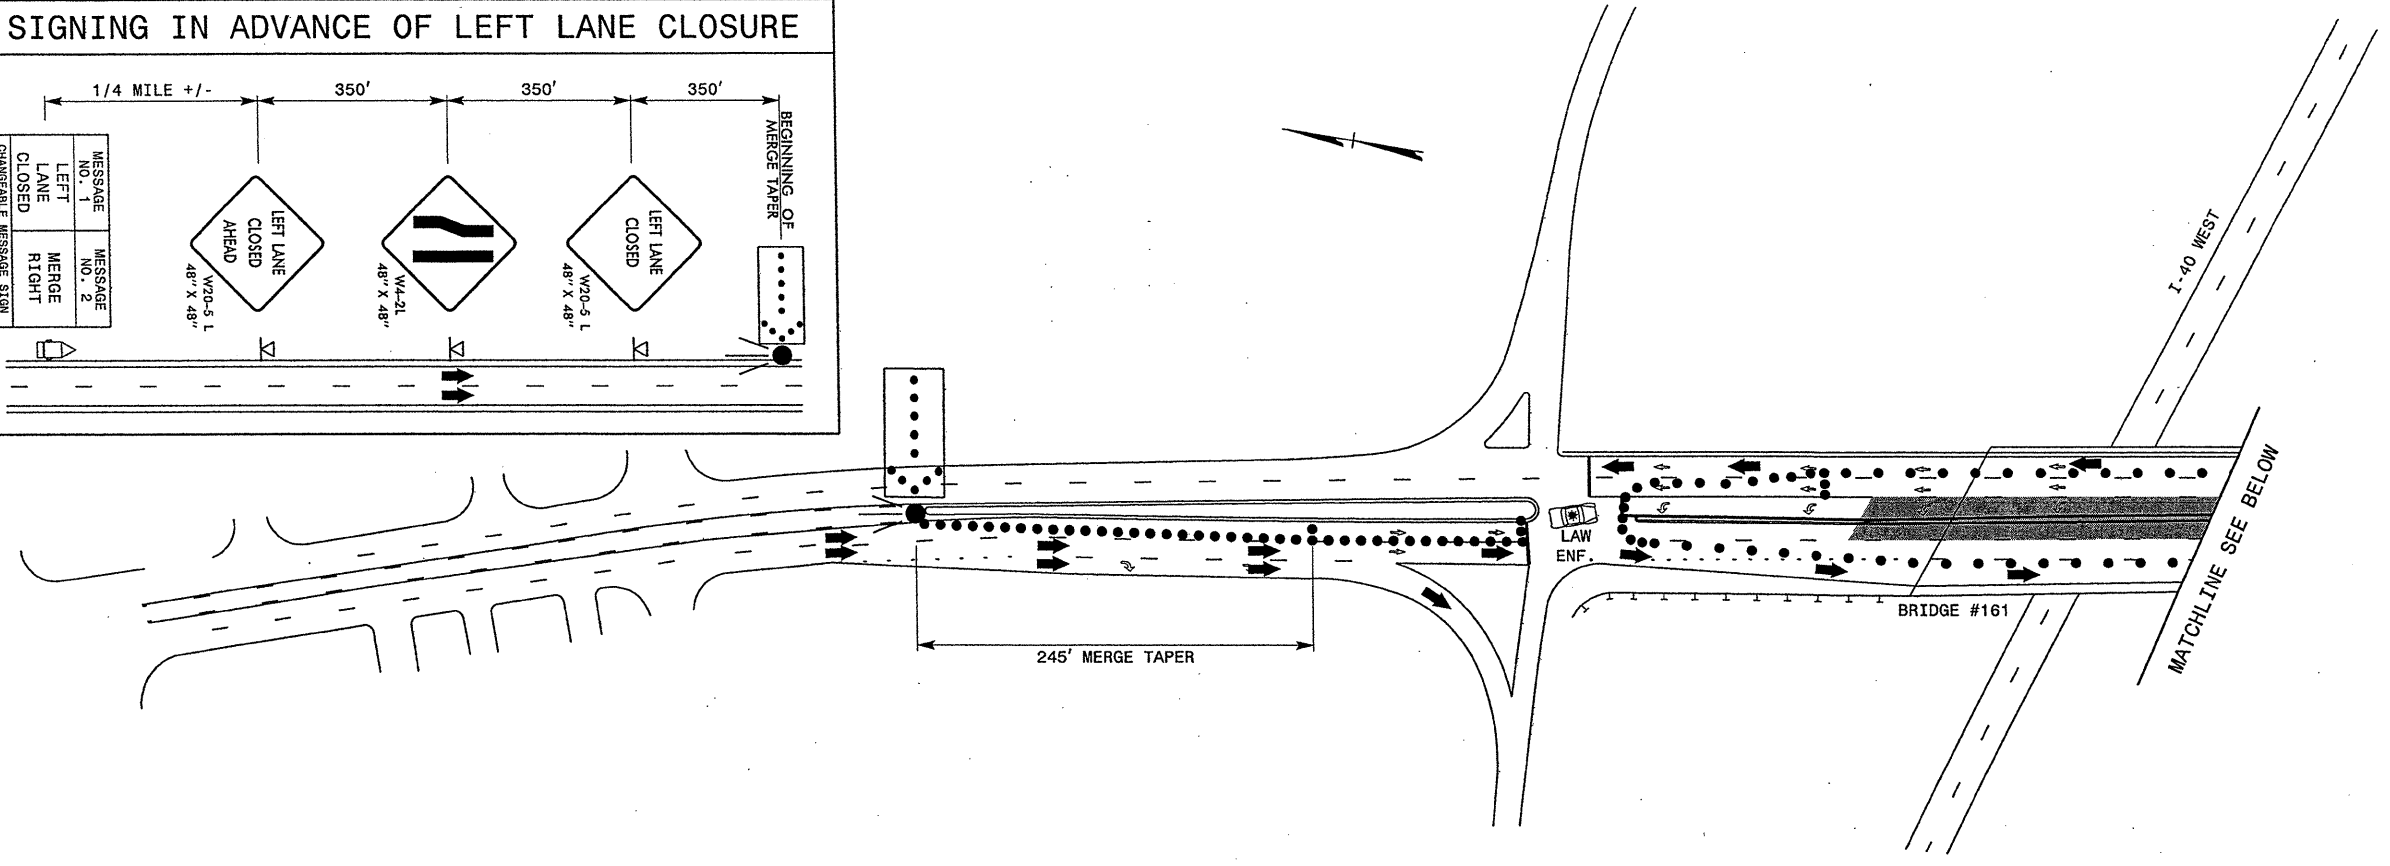 SIGNING IN ADVANCE OF LEFT LANE CLOSURE
1/4 MILE +/-
350'
350'
350'
BEGINNING OF
MERGE TAPER
MESSAGE
NO. 1
MESSAGE
NO. 2
LEFT
LANE
CLOSED
MERGE
RIGHT
CHANGEABLE MESSAGE SIGN
LEFT LANE
CLOSED
AHEAD
W20-5 L
48" X 48"
W4-2L
48" X 48"
LEFT LANE
CLOSED
W20-5 L
48" X 48"
I-40 WEST
LAW
ENF.
245' MERGE TAPER
BRIDGE #161
MATCHLINE SEE BELOW